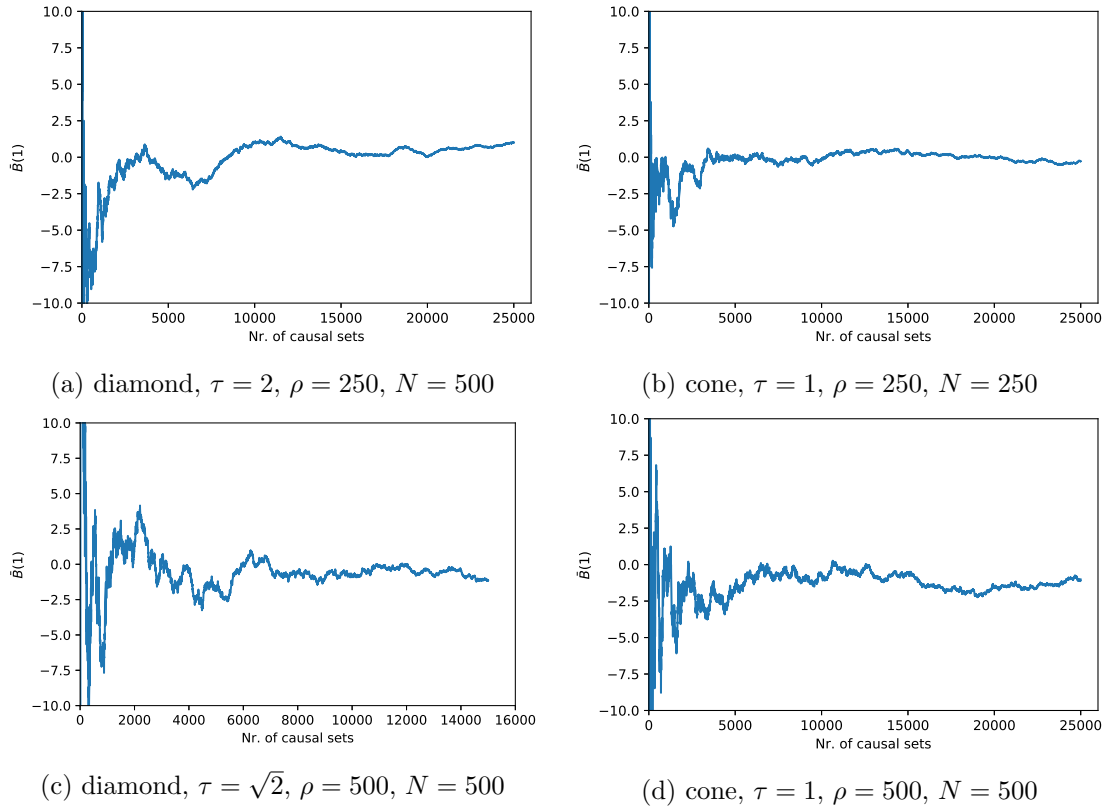 10.0
7.5
5.0
2.5
0.0
−2.5
−5.0
−7.5
−10.0
B̄(1)
0 5000 10000 15000 20000 25000
Nr. of causal sets
(a) diamond, τ = 2, ρ = 250, N = 500
10.0
7.5
5.0
2.5
0.0
−2.5
−5.0
−7.5
−10.0
B̄(1)
0 5000 10000 15000 20000 25000
Nr. of causal sets
(b) cone, τ = 1, ρ = 250, N = 250
10.0
7.5
5.0
2.5
0.0
−2.5
−5.0
−7.5
−10.0
B̄(1)
0 2000 4000 6000 8000 10000 12000 14000 16000
Nr. of causal sets
(c) diamond, τ = √2, ρ = 500, N = 500
10.0
7.5
5.0
2.5
0.0
−2.5
−5.0
−7.5
−10.0
B̄(1)
0 5000 10000 15000 20000 25000
Nr. of causal sets
(d) cone, τ = 1, ρ = 500, N = 500